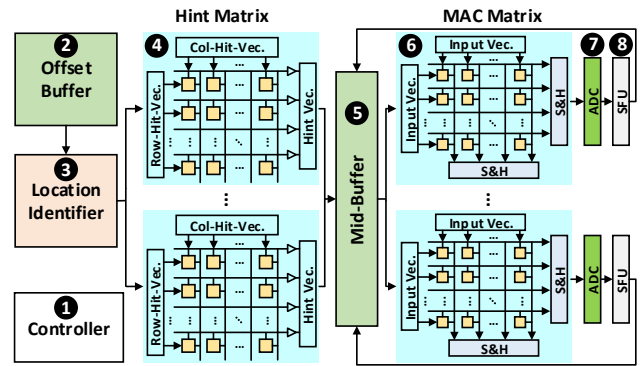 Hint Matrix
MAC Matrix
2
Offset
Buffer
3
Location
Identifier
1
Controller
4
Col-Hit-Vec.
...
Row-Hit-Vec.
...
...
Hint Vec.
...
Col-Hit-Vec.
...
Row-Hit-Vec.
...
...
Hint Vec.
5
Mid-Buffer
6
Input Vec.
...
Input Vec.
...
...
S&H
S&H
7
ADC
8
SFU
...
Input Vec.
...
Input Vec.
...
...
S&H
S&H
ADC
SFU